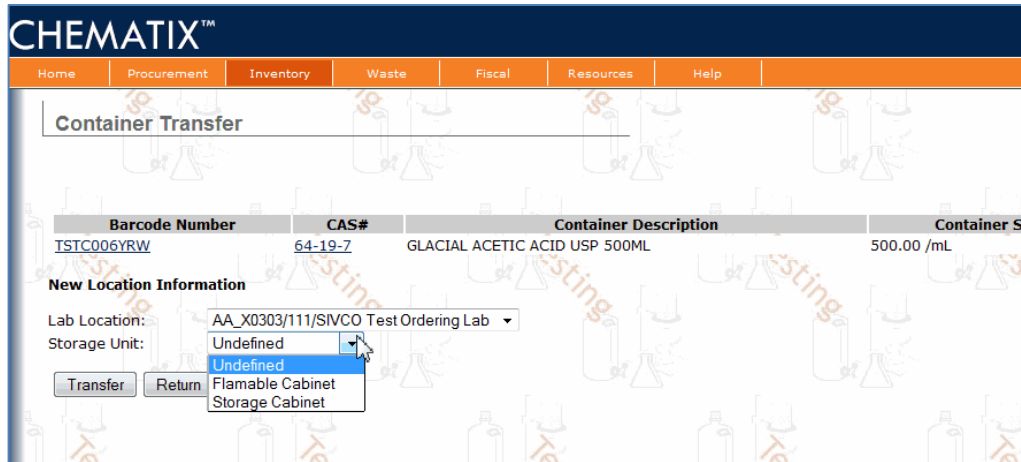 CHEMATIX™
Home Procurement Inventory Waste Fiscal Resources Help
Container Transfer
Barcode Number CAS# Container Description Container S
TSTC006YRW 64-19-7 GLACIAL ACETIC ACID USP 500ML 500.00 /mL
New Location Information
Lab Location: AA_X0303/111/SIVCO Test Ordering Lab
Storage Unit: Undefined
Undefined
Transfer Return Flamable Cabinet
Storage Cabinet